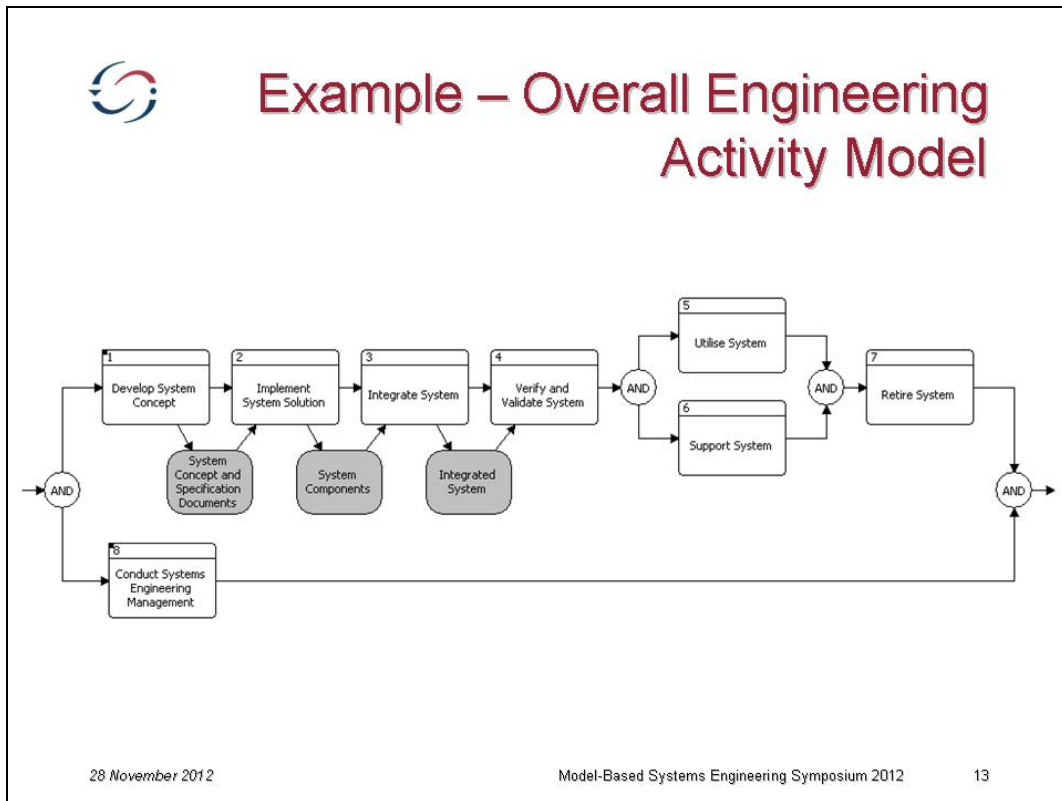 Example – Overall Engineering
Activity Model
1
Develop System
Concept
2
Implement
System Solution
3
Integrate System
4
Verify and
Validate System
AND
5
Utilise System
6
Support System
AND
7
Retire System
System
Concept and
Specification
Documents
System
Components
Integrated
System
AND
AND
8
Conduct Systems
Engineering
Management
28 November 2012
Model-Based Systems Engineering Symposium 2012
13